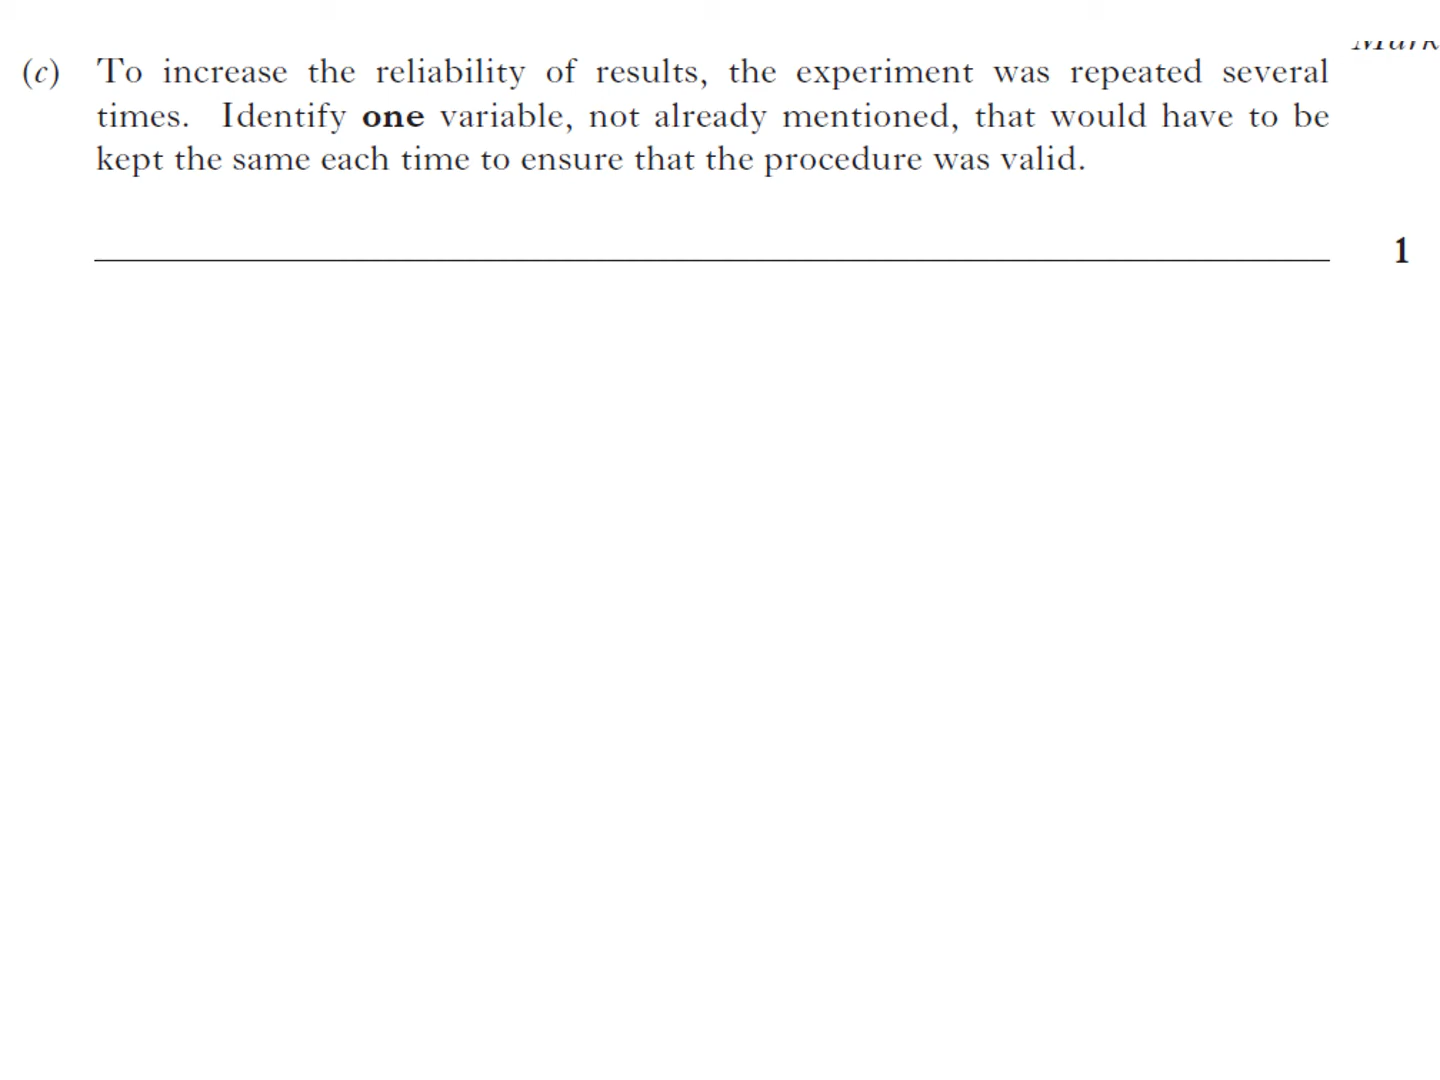 (c) To increase the reliability of results, the experiment was repeated several
times. Identify one variable, not already mentioned, that would have to be
kept the same each time to ensure that the procedure was valid.
1